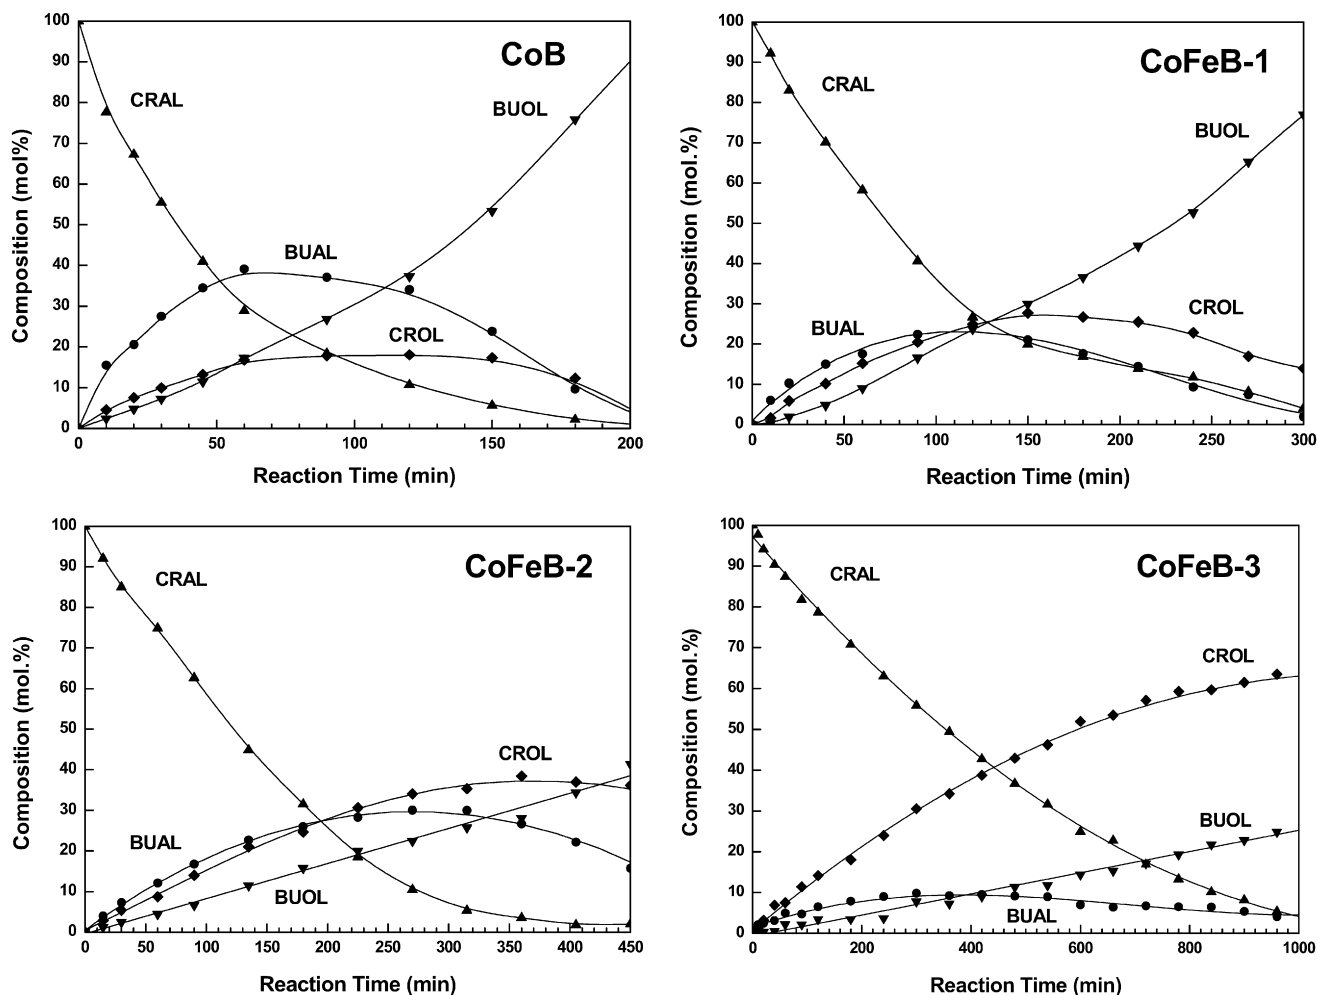 CoB
CRAL
BUOL
BUAL
CROL
100
90
80
70
60
50
40
30
20
10
0
0
50
100
150
200
Composition (mol%)
Reaction Time (min)
CoFeB-1
CRAL
BUOL
CROL
BUAL
100
90
80
70
60
50
40
30
20
10
0
0
50
100
150
200
250
300
Composition (mol.%)
Reaction Time (min)
CoFeB-2
CRAL
CROL
BUAL
BUOL
100
90
80
70
60
50
40
30
20
10
0
0
50
100
150
200
250
300
350
400
450
Composition (mol.%)
Reaction Time (min)
CoFeB-3
CRAL
CROL
BUOL
BUAL
100
90
80
70
60
50
40
30
20
10
0
0
200
400
600
800
1000
Composition (mol.%)
Reaction Time (min)